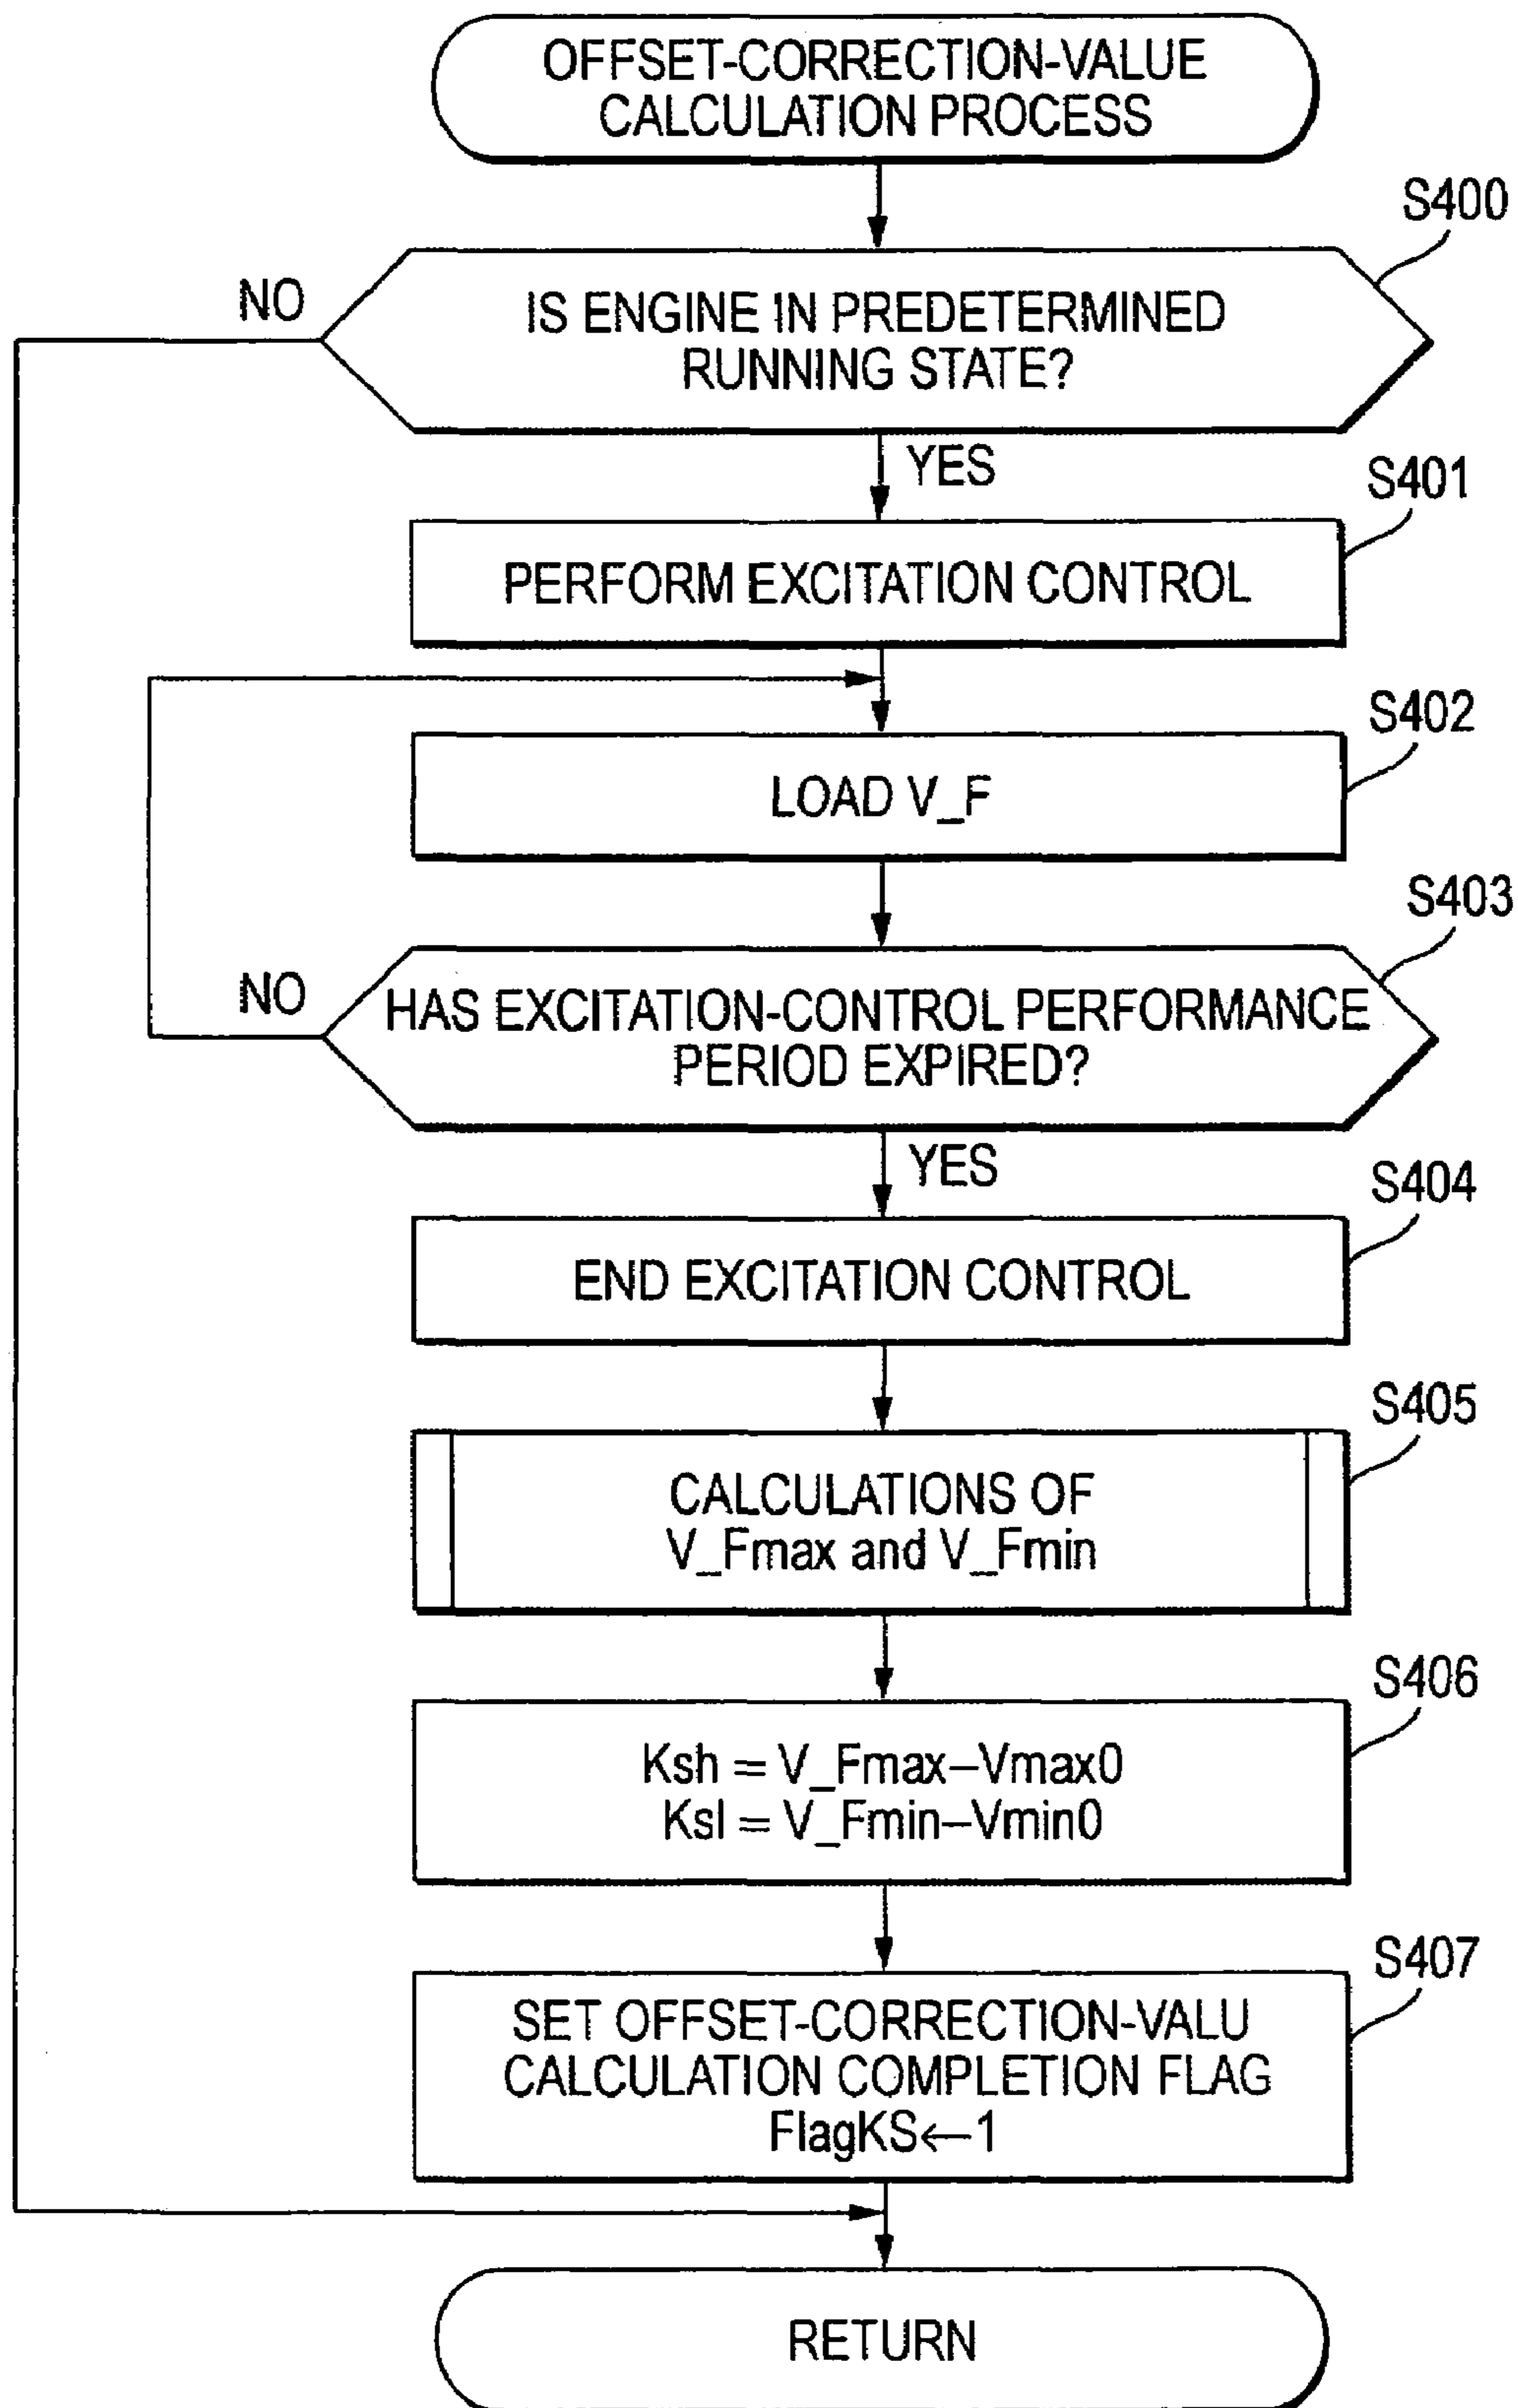 OFFSET-CORRECTION-VALUE
CALCULATION PROCESS
S400
NO
IS ENGINE IN PREDETERMINED
RUNNING STATE?
YES
S401
PERFORM EXCITATION CONTROL
S402
LOAD V_F
S403
NO
HAS EXCITATION-CONTROL PERFORMANCE
PERIOD EXPIRED?
YES
S404
END EXCITATION CONTROL
S405
CALCULATIONS OF
V_Fmax and V_Fmin
S406
Ksh = V_Fmax–Vmax0
Ksl = V_Fmin–Vmin0
S407
SET OFFSET-CORRECTION-VALU
CALCULATION COMPLETION FLAG
FlagKS←1
RETURN